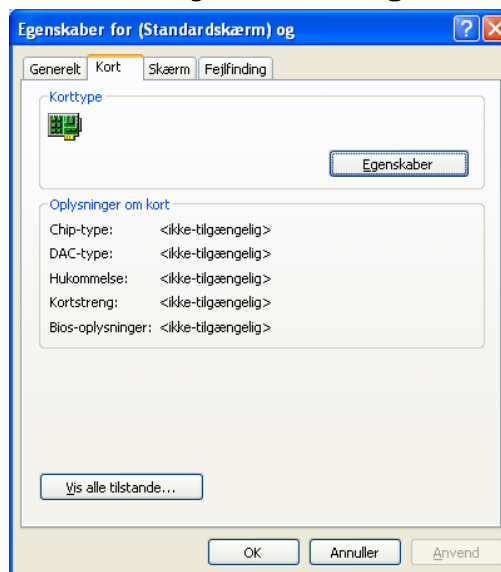 Egenskaber for (Standardskærm) og
Generelt Kort Skærm Fejlfinding
Korttype
Egenskaber
Oplysninger om kort
Chip-type: <ikke-tilgængelig>
DAC-type: <ikke-tilgængelig>
Hukommelse: <ikke-tilgængelig>
Kortstreng: <ikke-tilgængelig>
Bios-oplysninger: <ikke-tilgængelig>
Vis alle tilstande...
OK Annuller Anvend